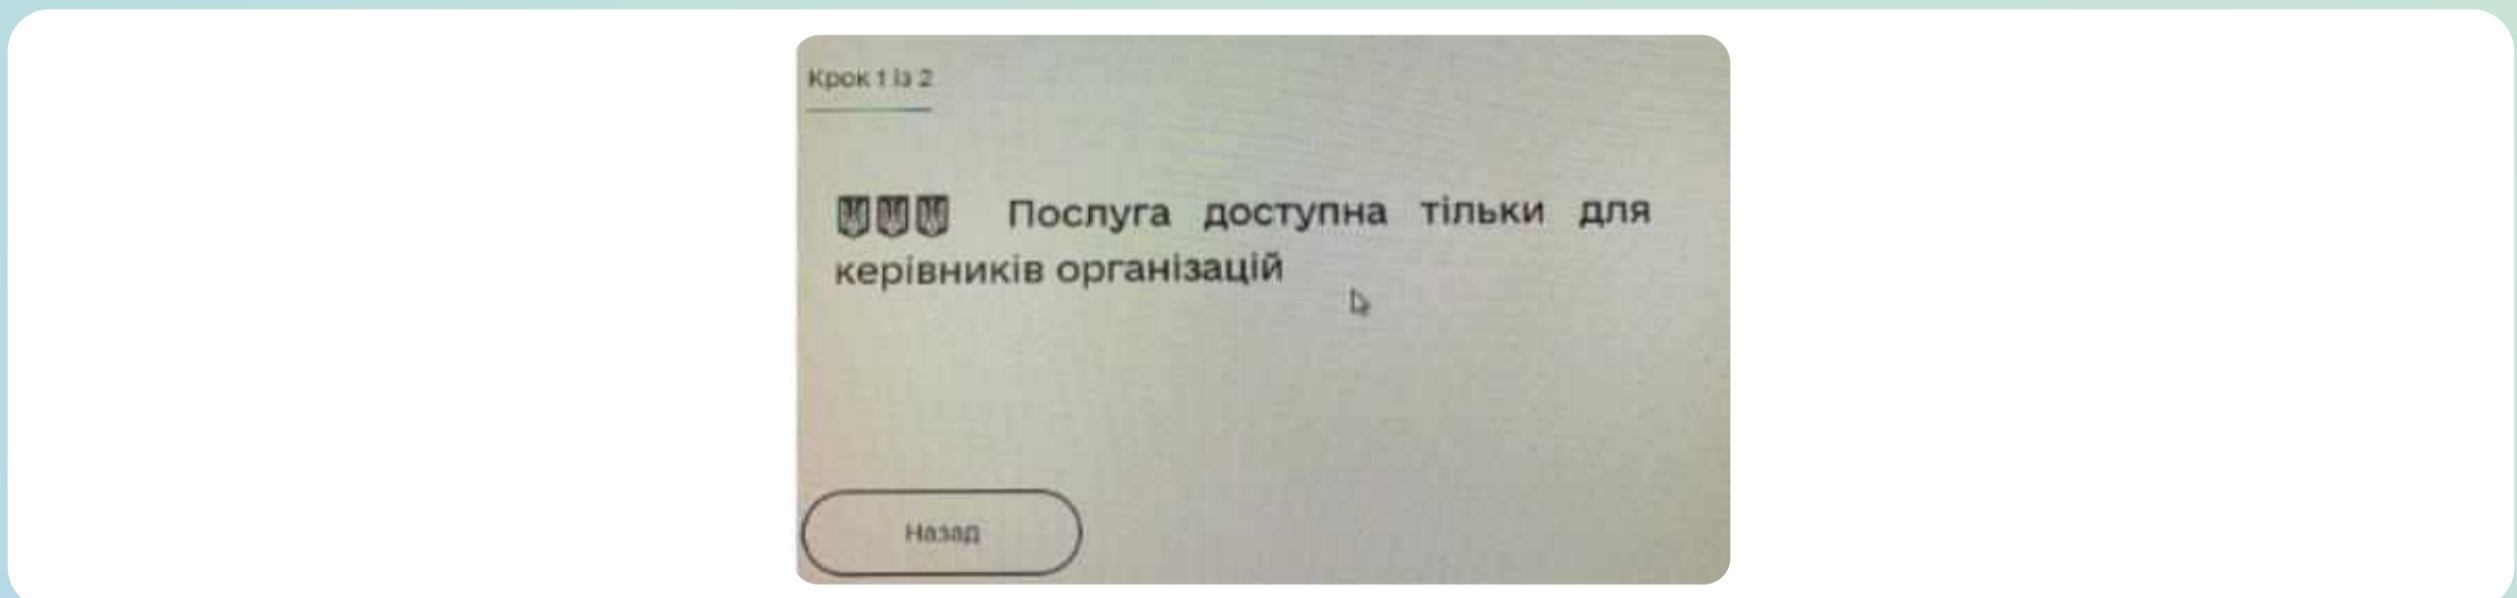 Крок 1 із 2
Послуга доступна тільки для
керівників організацій
Назад